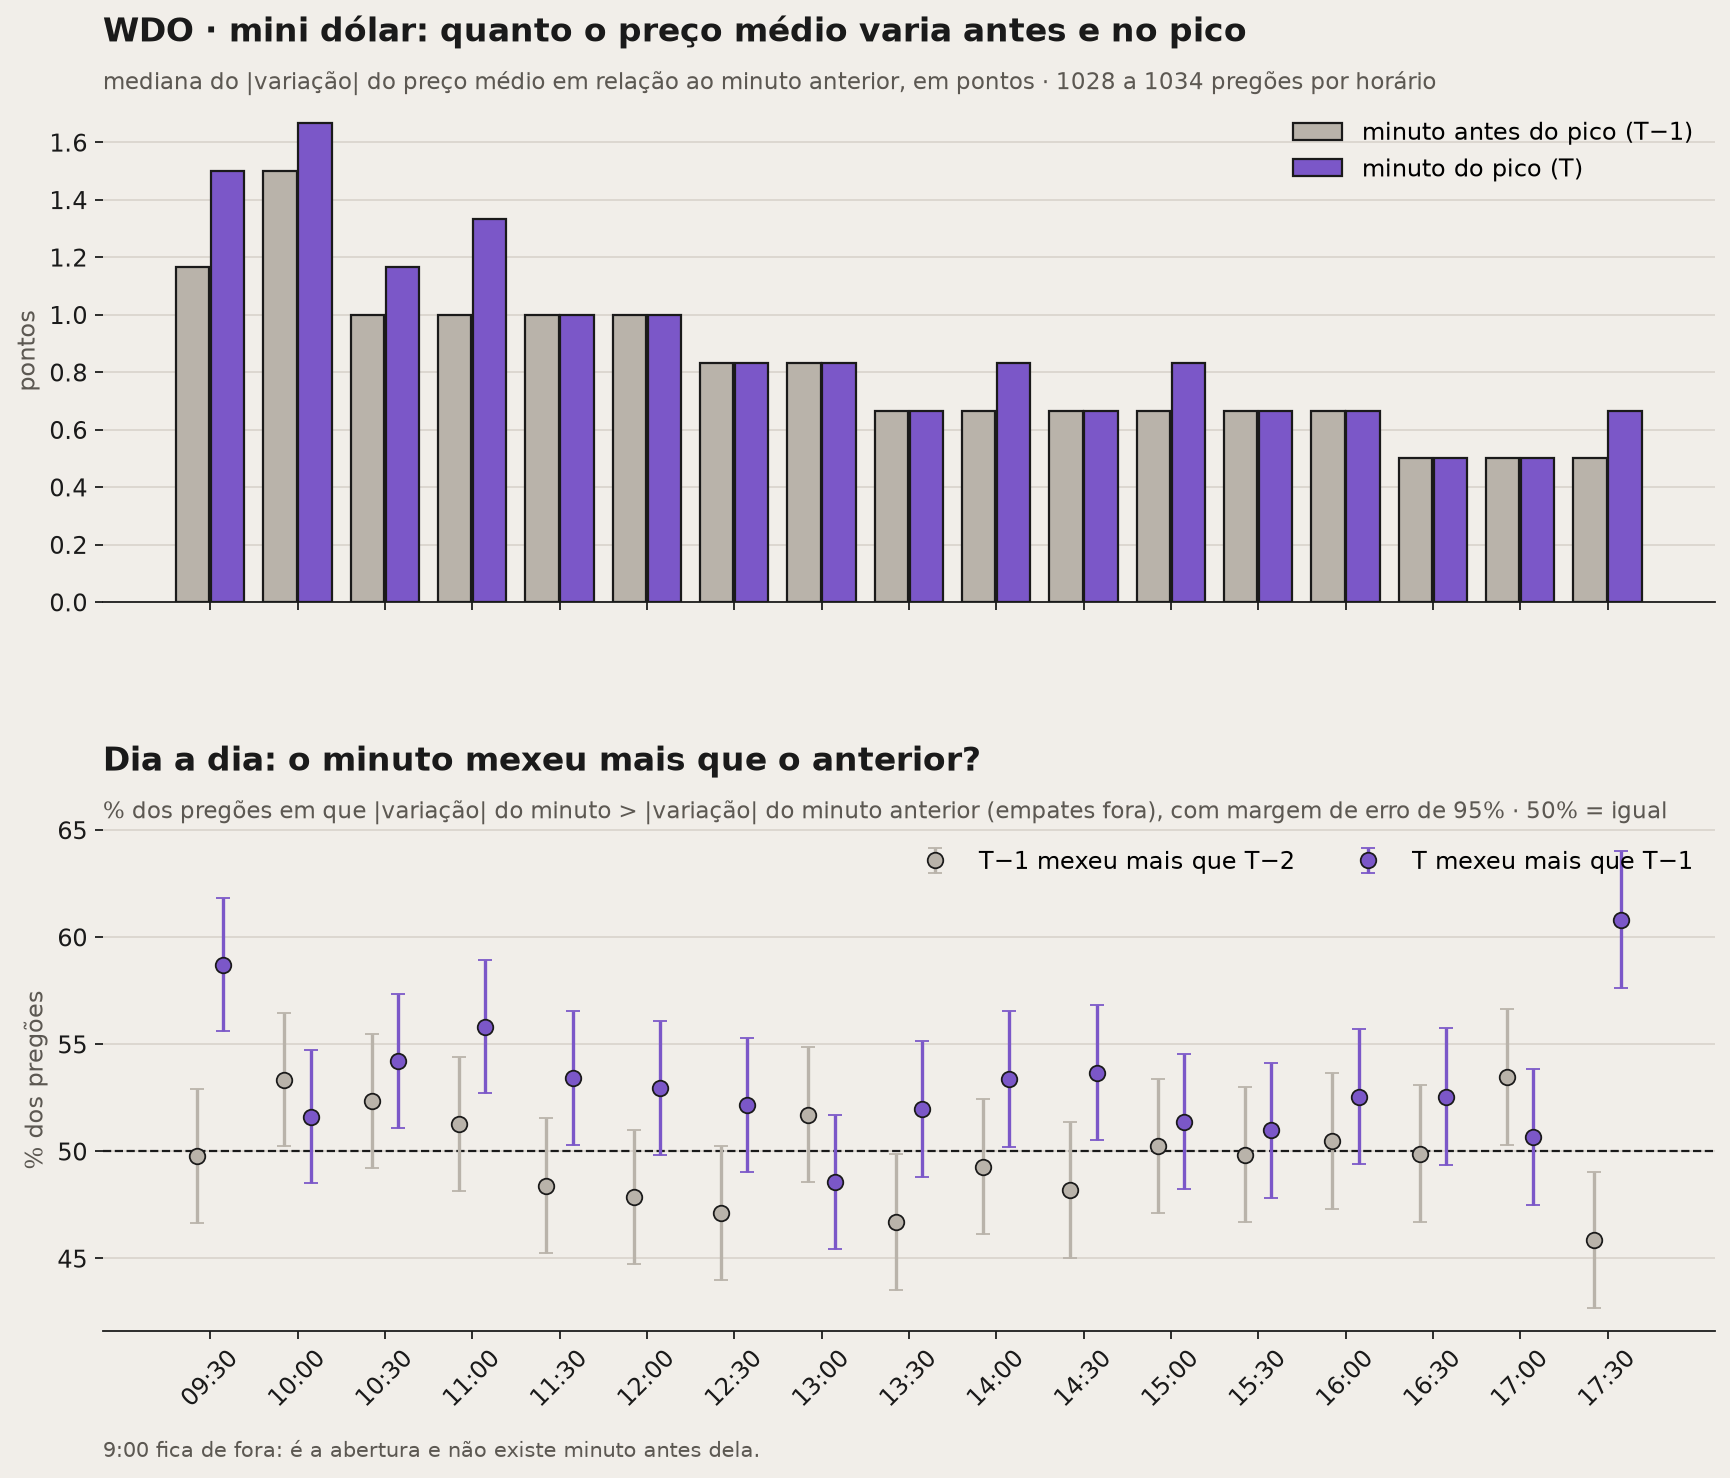 WDO · mini dólar: quanto o preço médio varia antes e no pico
mediana do |variação| do preço médio em relação ao minuto anterior, em pontos · 1028 a 1034 pregões por horário
minuto antes do pico (T−1)
minuto do pico (T)
pontos
1.6
1.4
1.2
1.0
0.8
0.6
0.4
0.2
0.0
Dia a dia: o minuto mexeu mais que o anterior?
% dos pregões em que |variação| do minuto > |variação| do minuto anterior (empates fora), com margem de erro de 95% · 50% = igual
T−1 mexeu mais que T−2
T mexeu mais que T−1
% dos pregões
65
60
55
50
45
09:30
10:00
10:30
11:00
11:30
12:00
12:30
13:00
13:30
14:00
14:30
15:00
15:30
16:00
16:30
17:00
17:30
9:00 fica de fora: é a abertura e não existe minuto antes dela.